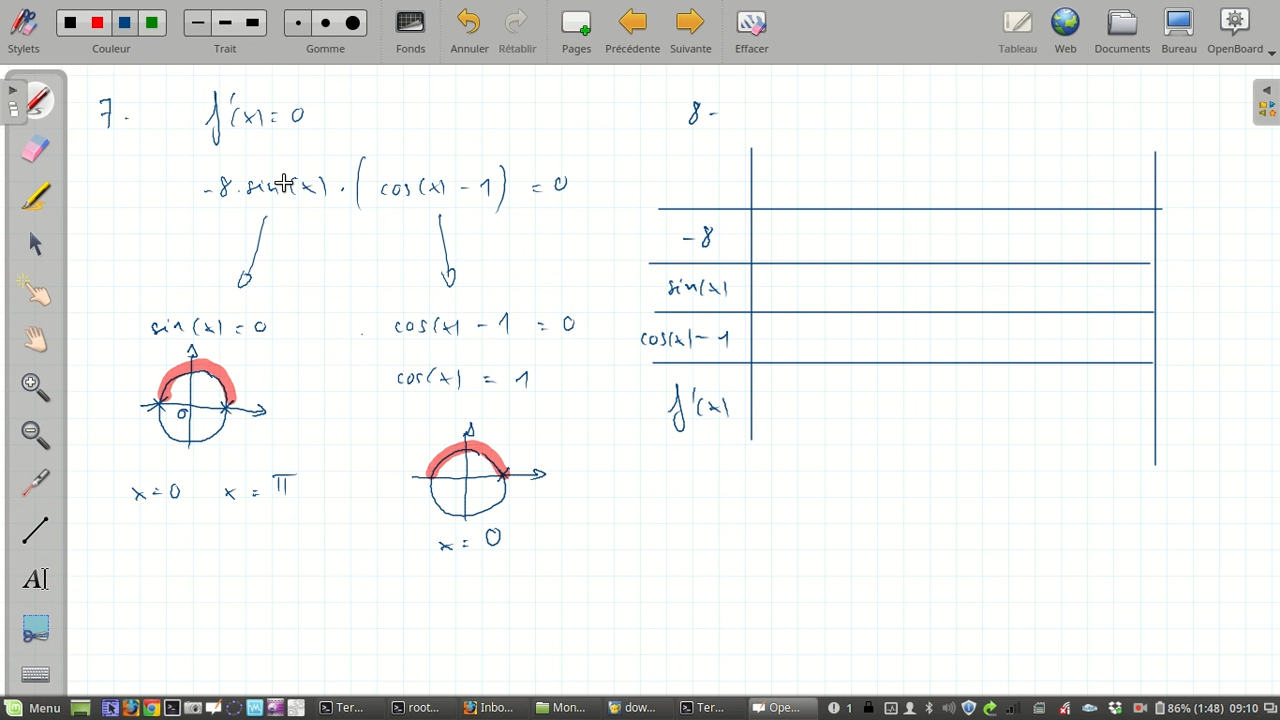 Stylets Couleur Trait Gomme Fonds Annuler Rétablir Pages Précédente Suivante Effacer Tableau Web Documents Bureau OpenBoard
7. f'(x) = 0
-8. sin(x) . ( cos(x) - 1 ) = 0
sin(x) = 0
cos(x) - 1 = 0
cos(x) = 1
0
x = 0 x = π
x = 0
8 -
-8
sin(x)
cos(x) - 1
f'(x)
AI
Menu Ter... root... Inbo... Mon... dow... Ter... Ope... 1 86% (1:48) 09:10